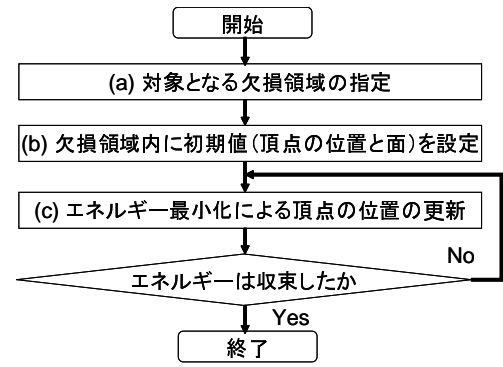 開始
(a) 対象となる欠損領域の指定
(b) 欠損領域内に初期値(頂点の位置と面)を設定
(c) エネルギー最小化による頂点の位置の更新
No
エネルギーは収束したか
Yes
終了